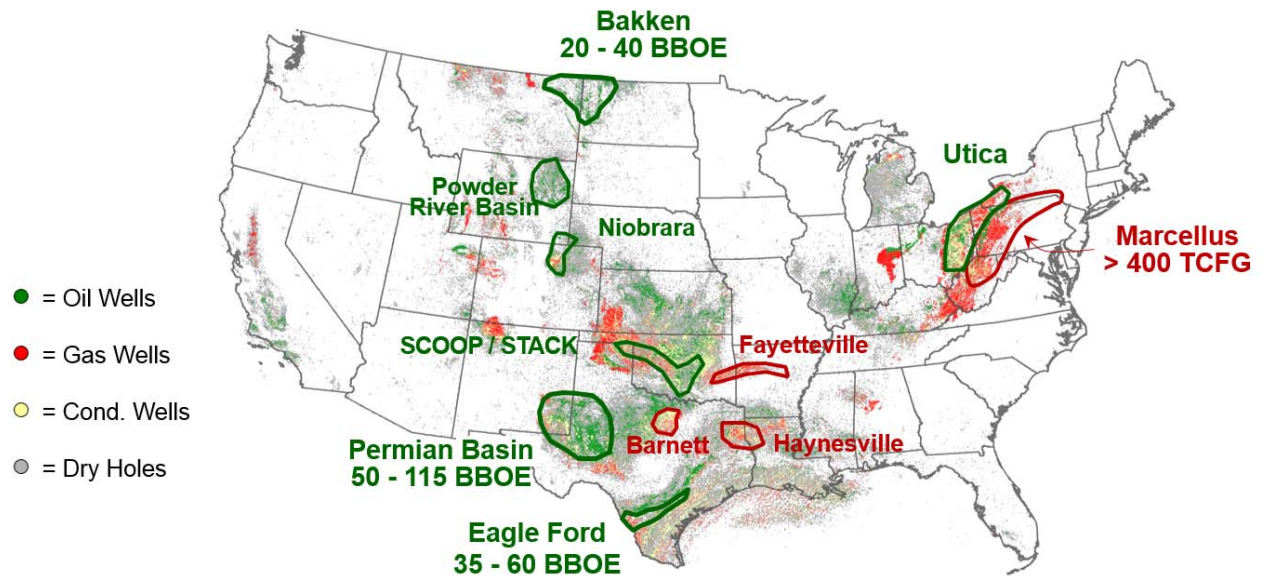 Bakken
20 - 40 BBOE
Utica
Powder
River Basin
Niobrara
Marcellus
> 400 TCFG
= Oil Wells
= Gas Wells
= Cond. Wells
= Dry Holes
SCOOP / STACK
Fayetteville
Barnett
Haynesville
Permian Basin
50 - 115 BBOE
Eagle Ford
35 - 60 BBOE